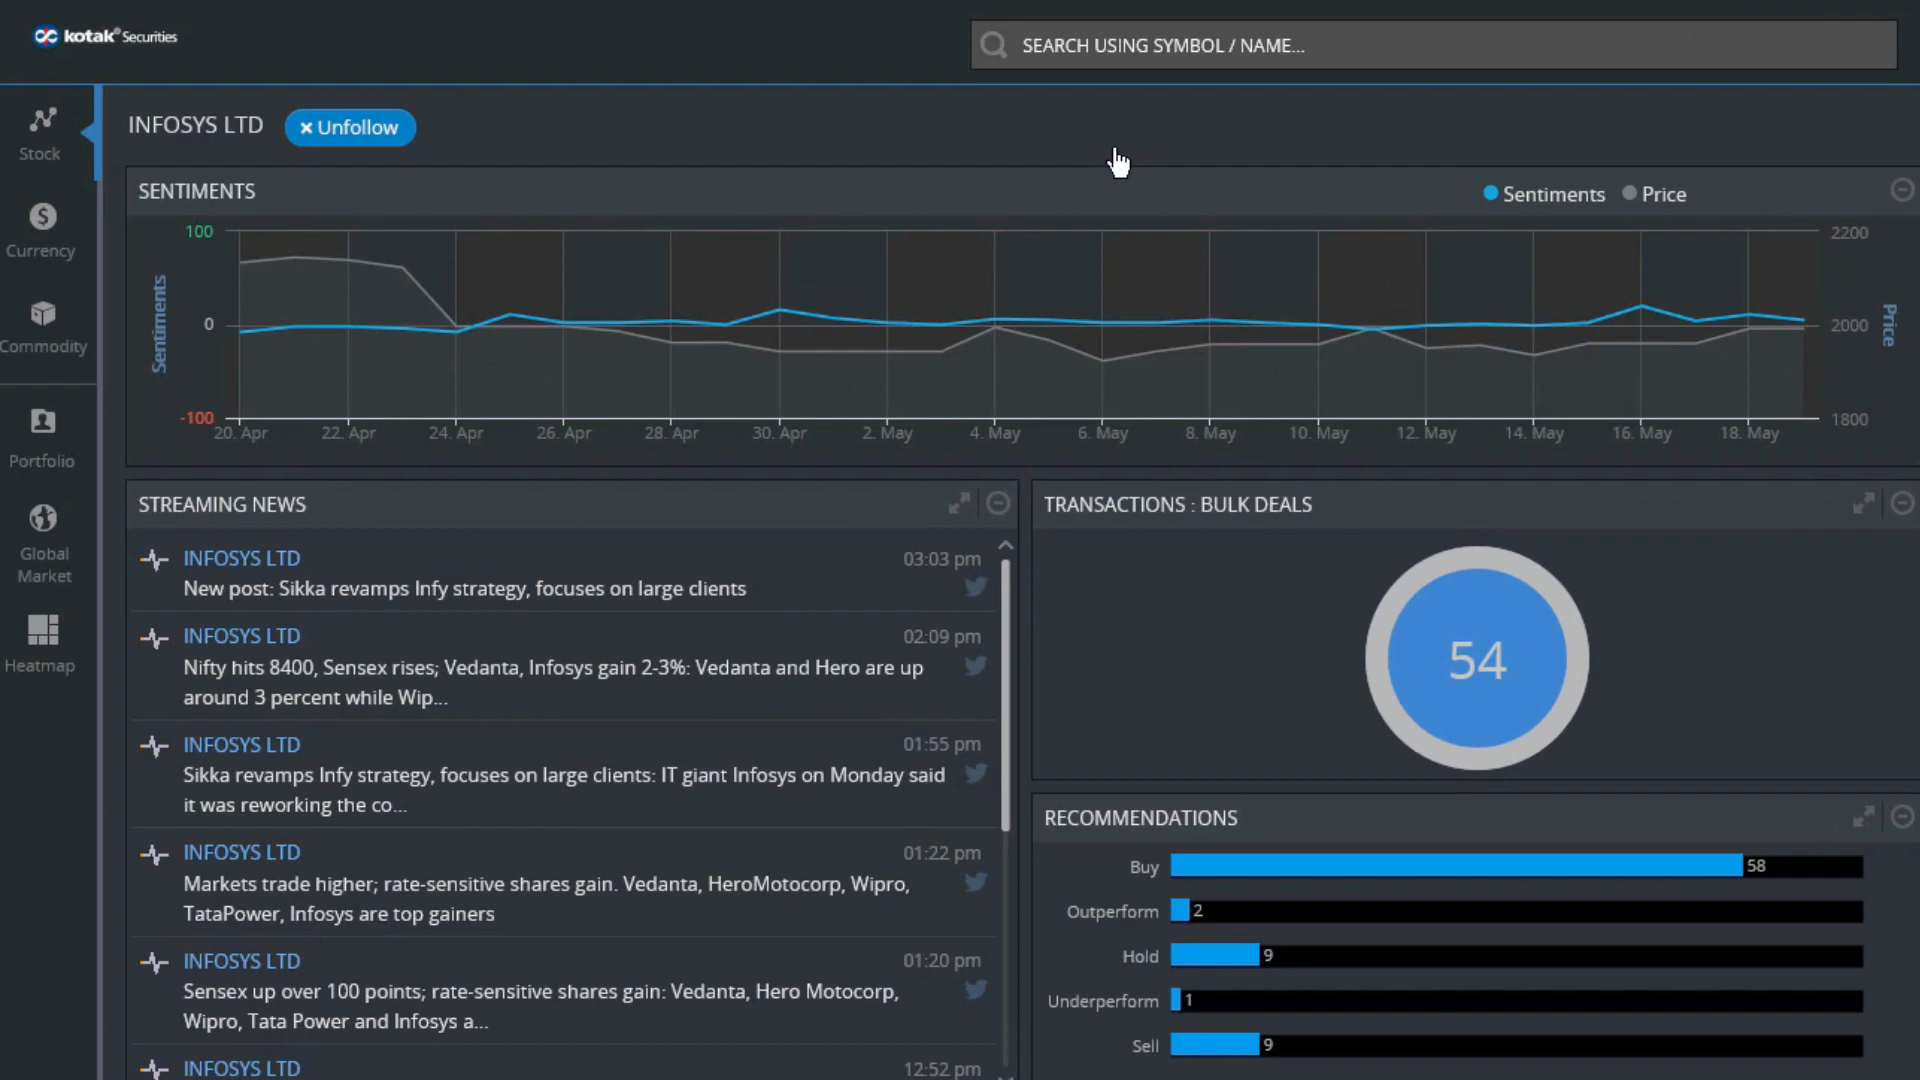 kotak® Securities
SEARCH USING SYMBOL / NAME...
Stock
Currency
Commodity
Portfolio
Global
Market
Heatmap
INFOSYS LTD
× Unfollow
SENTIMENTS
Sentiments
Price
100
0
-100
Sentiments
2200
2000
1800
Price
20. Apr
22. Apr
24. Apr
26. Apr
28. Apr
30. Apr
2. May
4. May
6. May
8. May
10. May
12. May
14. May
16. May
18. May
STREAMING NEWS
INFOSYS LTD 03:03 pm
New post: Sikka revamps Infy strategy, focuses on large clients
INFOSYS LTD 02:09 pm
Nifty hits 8400, Sensex rises; Vedanta, Infosys gain 2-3%: Vedanta and Hero are up
around 3 percent while Wip...
INFOSYS LTD 01:55 pm
Sikka revamps Infy strategy, focuses on large clients: IT giant Infosys on Monday said
it was reworking the co...
INFOSYS LTD 01:22 pm
Markets trade higher; rate-sensitive shares gain. Vedanta, HeroMotocorp, Wipro,
TataPower, Infosys are top gainers
INFOSYS LTD 01:20 pm
Sensex up over 100 points; rate-sensitive shares gain: Vedanta, Hero Motocorp,
Wipro, Tata Power and Infosys a...
INFOSYS LTD 12:52 pm
TRANSACTIONS : BULK DEALS
54
RECOMMENDATIONS
Buy 58
Outperform 2
Hold 9
Underperform 1
Sell 9